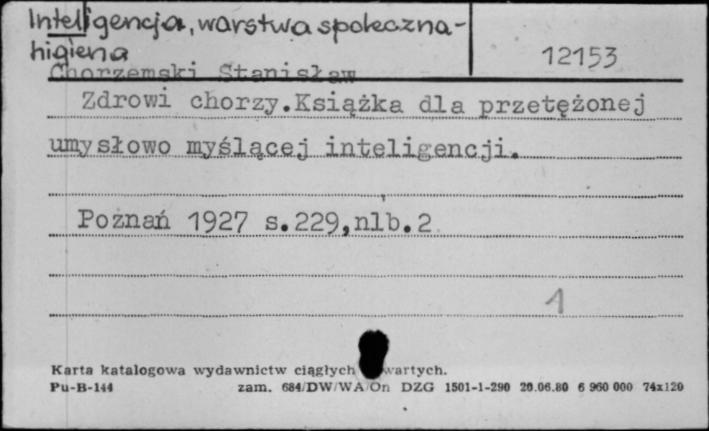 Inteligencja, warstwa społeczna-
higiena
12153
Chorzemski Stanisław
Zdrowi chorzy.Książka dla przetężonej
umysłowo myślącej inteligencji.
Poznań 1927 s.229,nlb.2
1
Karta katalogowa wydawnictw ciągłych wartych.
Pu-B-144 zam. 684/DW/WA/On DZG 1501-1-290 20.06.80 6 960 000 74x120